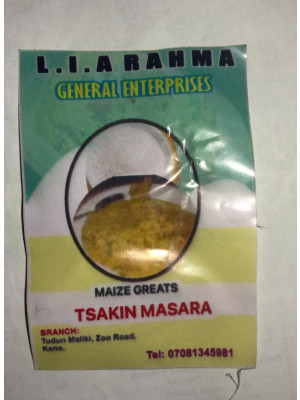 L.I.A RAHMA
GENERAL ENTERPRISES
MAIZE GREATS
TSAKIN MASARA
BRANCH:
Tudun Maliki, Zoo Road,
Kano.
Tel: 07081345981